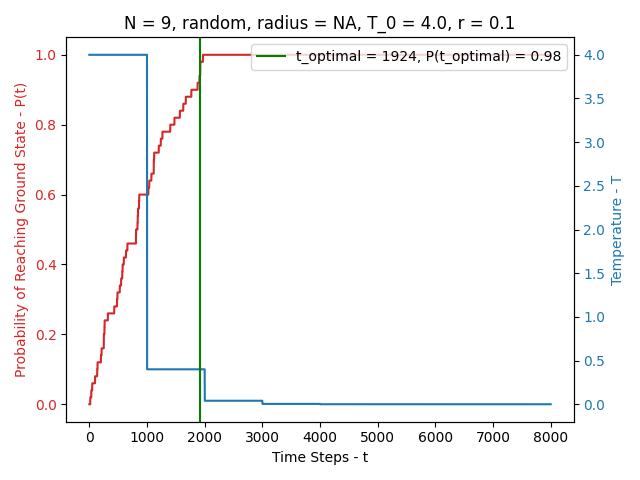 N = 9, random, radius = NA, T_0 = 4.0, r = 0.1
t_optimal = 1924, P(t_optimal) = 0.98
Probability of Reaching Ground State - P(t)
1.0
0.8
0.6
0.4
0.2
0.0
4.0
3.5
3.0
2.5
2.0
1.5
1.0
0.5
0.0
Temperature - T
0 1000 2000 3000 4000 5000 6000 7000 8000
Time Steps - t